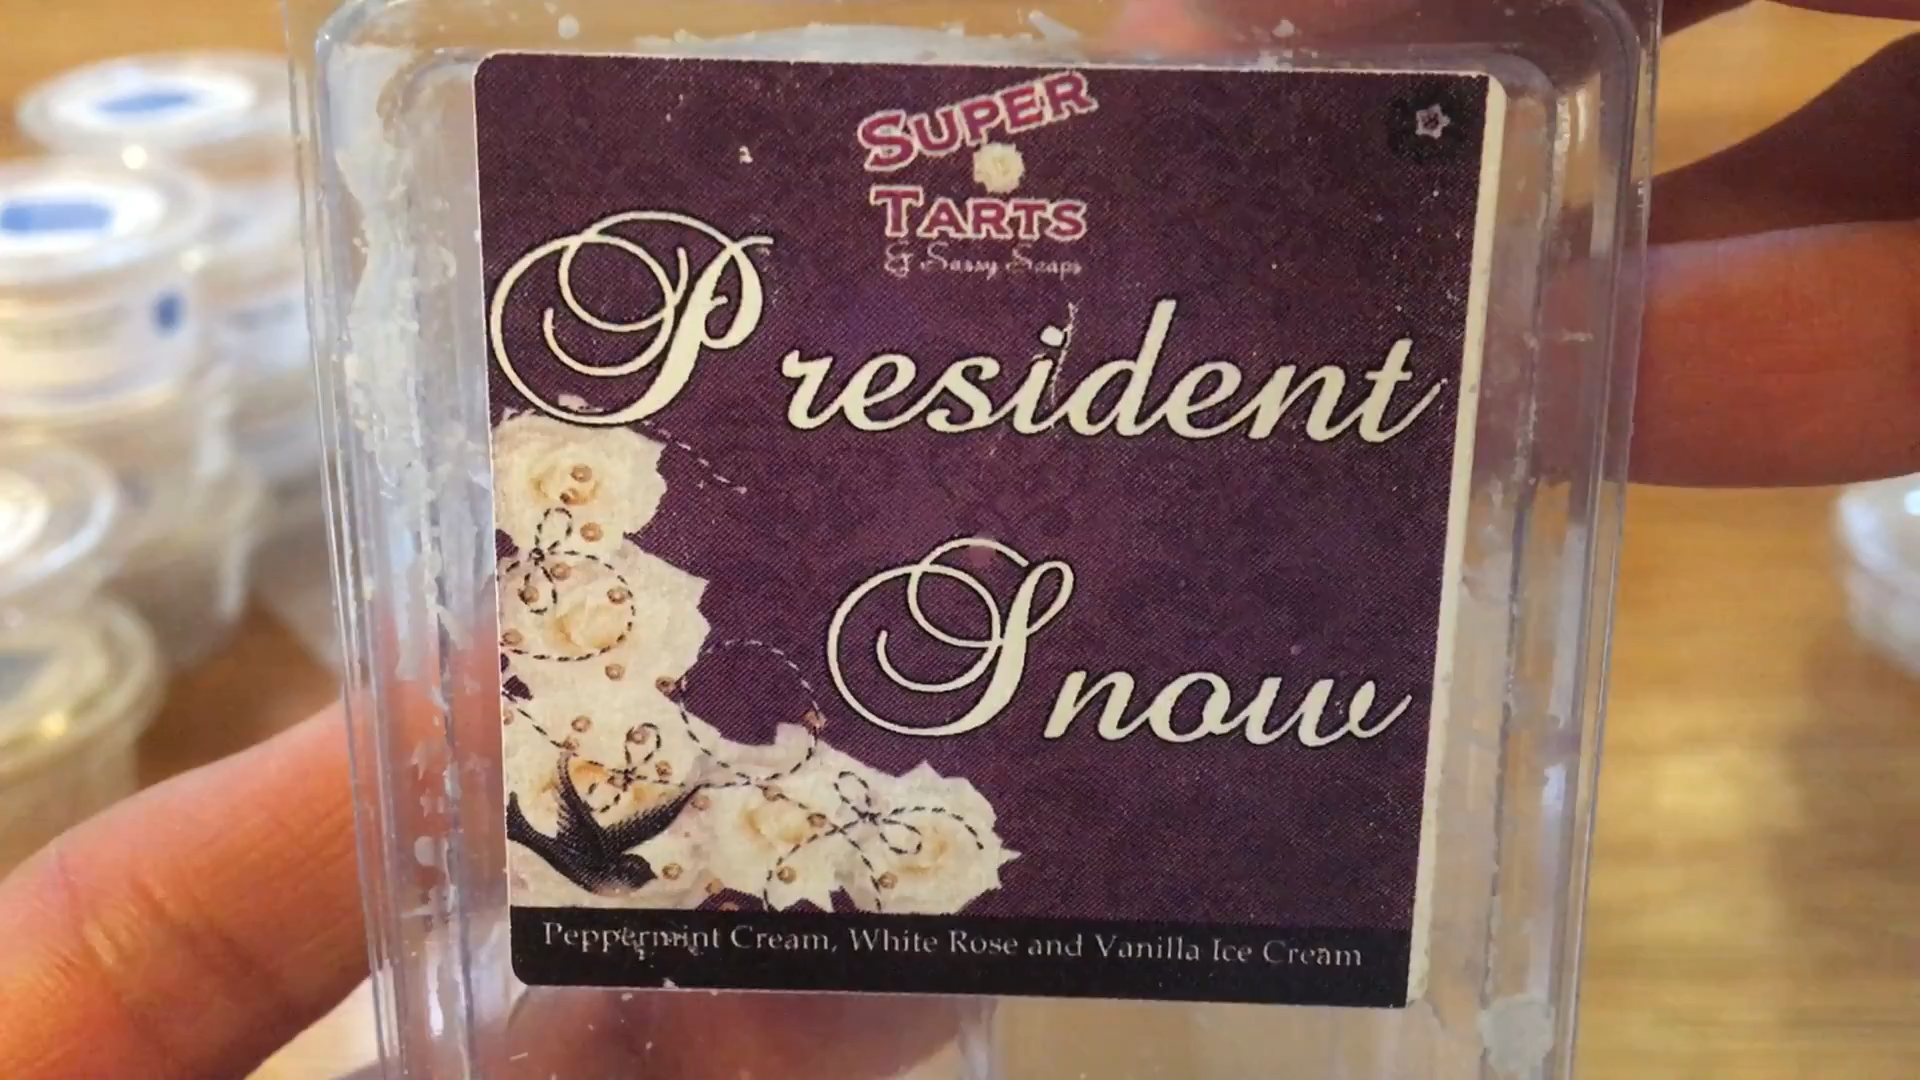 SUPER
TARTS
& Sassy Soaps
President
Snow
Peppermint Cream, White Rose and Vanilla Ice Cream